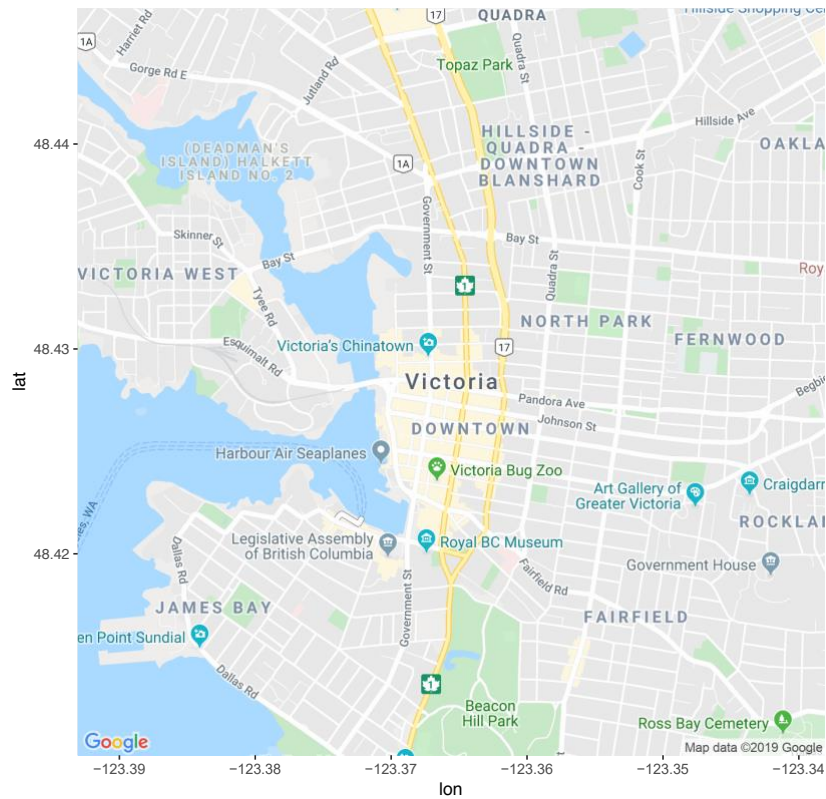 17
QUADRA
Hillside Shopping Cen
1A
Harriet Rd
Gorge Rd E
Jutland Rd
Quadra St
Topaz Park
Hillside Ave
48.44
(DEADMAN'S
ISLAND) HALKETT
ISLAND NO. 2
1A
HILLSIDE -
QUADRA -
DOWNTOWN
BLANSHARD
Cook St
OAKLA
Government St
Skinner St
Bay St
Bay St
Quadra St
VICTORIA WEST
Roy
Tyee Rd
1
NORTH PARK
FERNWOOD
48.43
Esquimalt Rd
Victoria's Chinatown
17
lat
Victoria
Pandora Ave
Begbie
Johnson St
DOWNTOWN
Harbour Air Seaplanes
Victoria Bug Zoo
Art Gallery of
Greater Victoria
Craigdarr
les, WA
ROCKLAN
Legislative Assembly
of British Columbia
Royal BC Museum
48.42
Dallas Rd
Fairfield Rd
Government House
Government St
JAMES BAY
FAIRFIELD
en Point Sundial
Dallas Rd
1
Beacon
Hill Park
Ross Bay Cemetery
Google
Map data ©2019 Google
−123.39
−123.38
−123.37
−123.36
−123.35
−123.34
lon